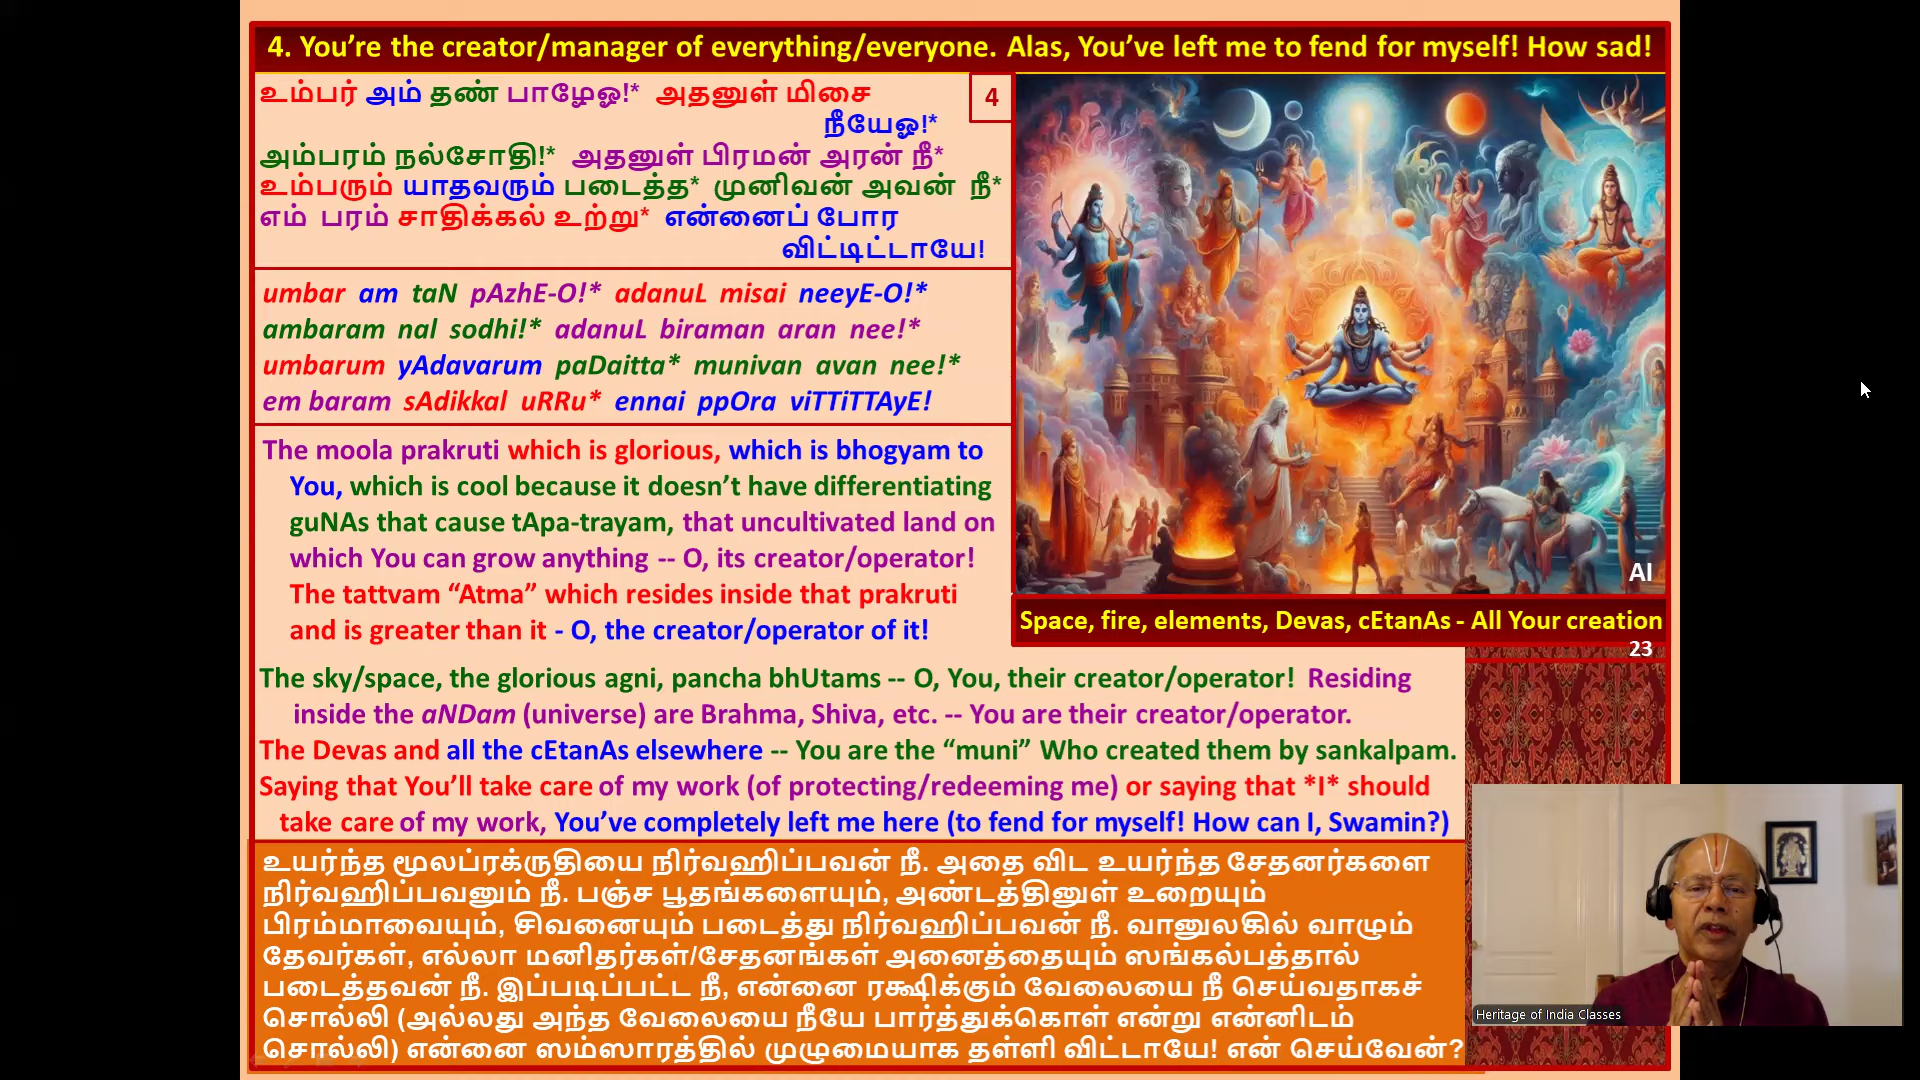 4. You’re the creator/manager of everything/everyone. Alas, You’ve left me to fend for myself! How sad!
உம்பர் அம் தண் பாழேஓ!* அதனுள் மிசை
நீயேஓ!*
4
அம்பரம் நல்சோதி!* அதனுள் பிரமன் அரன் நீ*
உம்பரும் யாதவரும் படைத்த* முனிவன் அவன் நீ*
எம் பரம் சாதிக்கல் உற்று* என்னைப் போர
விட்டிட்டாயே!
umbar am taN pAzhE-O!* adanuL misai neeyE-O!*
ambaram nal sodhi!* adanuL biraman aran nee!*
umbarum yAdavarum paDaitta* munivan avan nee!*
em baram sAdikkal uRRu* ennai ppOra viTTiTTAyE!
The moola prakruti which is glorious, which is bhogyam to
You, which is cool because it doesn’t have differentiating
guNAs that cause tApa-trayam, that uncultivated land on
which You can grow anything -- O, its creator/operator!
The tattvam “Atma” which resides inside that prakruti
and is greater than it - O, the creator/operator of it!
AI
Space, fire, elements, Devas, cEtanAs - All Your creation
23
The sky/space, the glorious agni, pancha bhUtams -- O, You, their creator/operator! Residing
inside the aNDam (universe) are Brahma, Shiva, etc. -- You are their creator/operator.
The Devas and all the cEtanAs elsewhere -- You are the “muni” Who created them by sankalpam.
Saying that You’ll take care of my work (of protecting/redeeming me) or saying that *I* should
take care of my work, You’ve completely left me here (to fend for myself! How can I, Swamin?)
உயர்ந்த மூலப்ரக்ருதியை நிர்வஹிப்பவன் நீ. அதை விட உயர்ந்த சேதனர்களை
நிர்வஹிப்பவனும் நீ. பஞ்ச பூதங்களையும், அண்டத்தினுள் உறையும்
பிரம்மாவையும், சிவனையும் படைத்து நிர்வஹிப்பவன் நீ. வானுலகில் வாழும்
தேவர்கள், எல்லா மனிதர்கள்/சேதனங்கள் அனைத்தையும் ஸங்கல்பத்தால்
படைத்தவன் நீ. இப்படிப்பட்ட நீ, என்னை ரக்ஷிக்கும் வேலையை நீ செய்வதாகச்
சொல்லி (அல்லது அந்த வேலையை நீயே பார்த்துக்கொள் என்று என்னிடம்
சொல்லி) என்னை ஸம்ஸாரத்தில் முழுமையாக தள்ளி விட்டாயே! என் செய்வேன்?
Heritage of India Classes